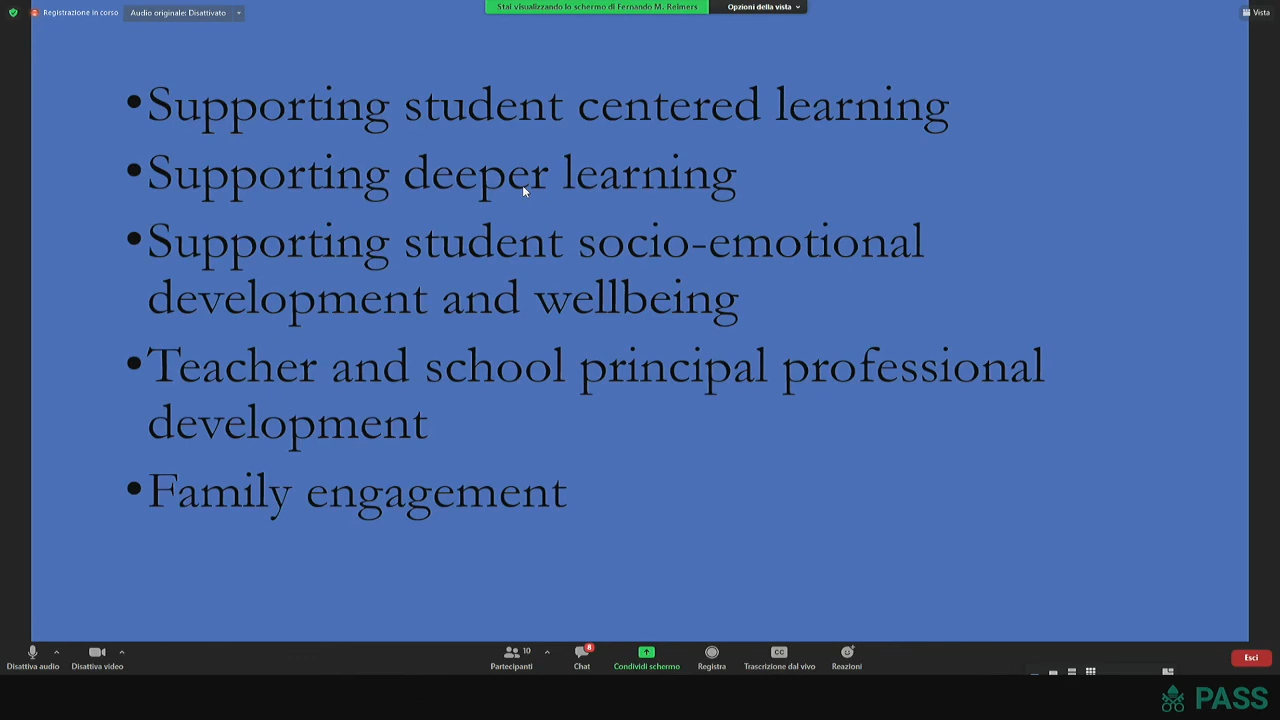 Registrazione in corso
Audio originale: Disattivato
Stai visualizzando lo schermo di Fernando M. Reimers
Opzioni della vista
Vista
•Supporting student centered learning
•Supporting deeper learning
•Supporting student socio-emotional
development and wellbeing
•Teacher and school principal professional
development
•Family engagement
Disattiva audio
Disattiva video
Partecipanti
10
Chat
8
Condividi schermo
Registra
CC
Trascrizione dal vivo
Reazioni
Esci
PASS